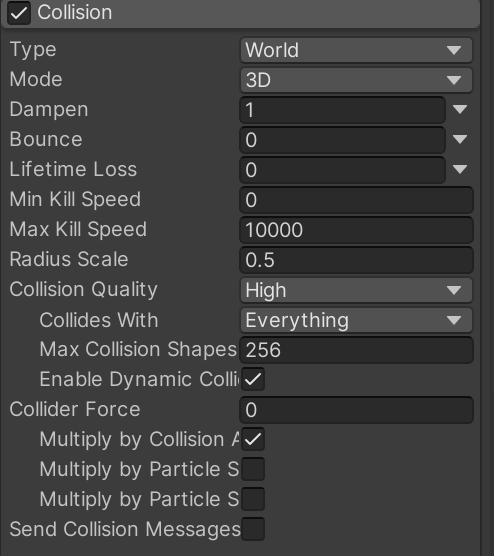 Collision
Type World
Mode 3D
Dampen 1
Bounce 0
Lifetime Loss 0
Min Kill Speed 0
Max Kill Speed 10000
Radius Scale 0.5
Collision Quality High
Collides With Everything
Max Collision Shapes 256
Enable Dynamic Colli
Collider Force 0
Multiply by Collision A
Multiply by Particle S
Multiply by Particle S
Send Collision Messages